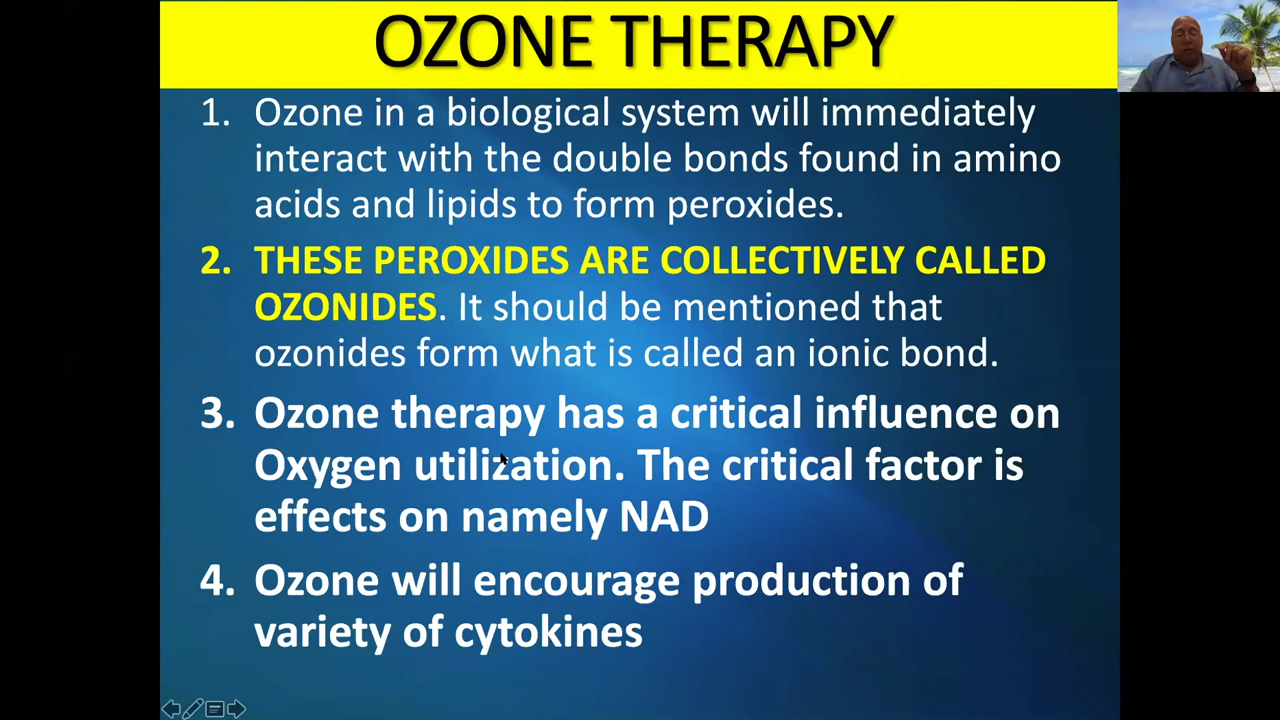 OZONE THERAPY
1. Ozone in a biological system will immediately
interact with the double bonds found in amino
acids and lipids to form peroxides.
2. THESE PEROXIDES ARE COLLECTIVELY CALLED
OZONIDES. It should be mentioned that
ozonides form what is called an ionic bond.
3. Ozone therapy has a critical influence on
Oxygen utilization. The critical factor is
effects on namely NAD
4. Ozone will encourage production of
variety of cytokines